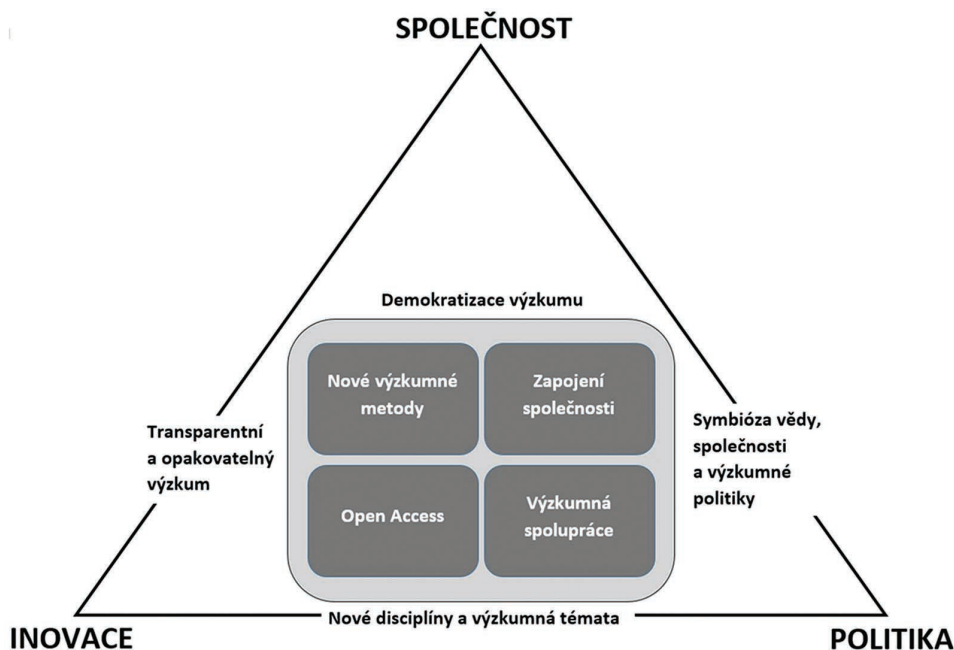 SPOLEČNOST
Demokratizace výzkumu
Nové výzkumné
metody
Zapojení
společnosti
Transparentní
a opakovatelný
výzkum
Symbióza vědy,
společnosti
a výzkumné
politiky
Open Access
Výzkumná
spolupráce
Nové disciplíny a výzkumná témata
INOVACE
POLITIKA